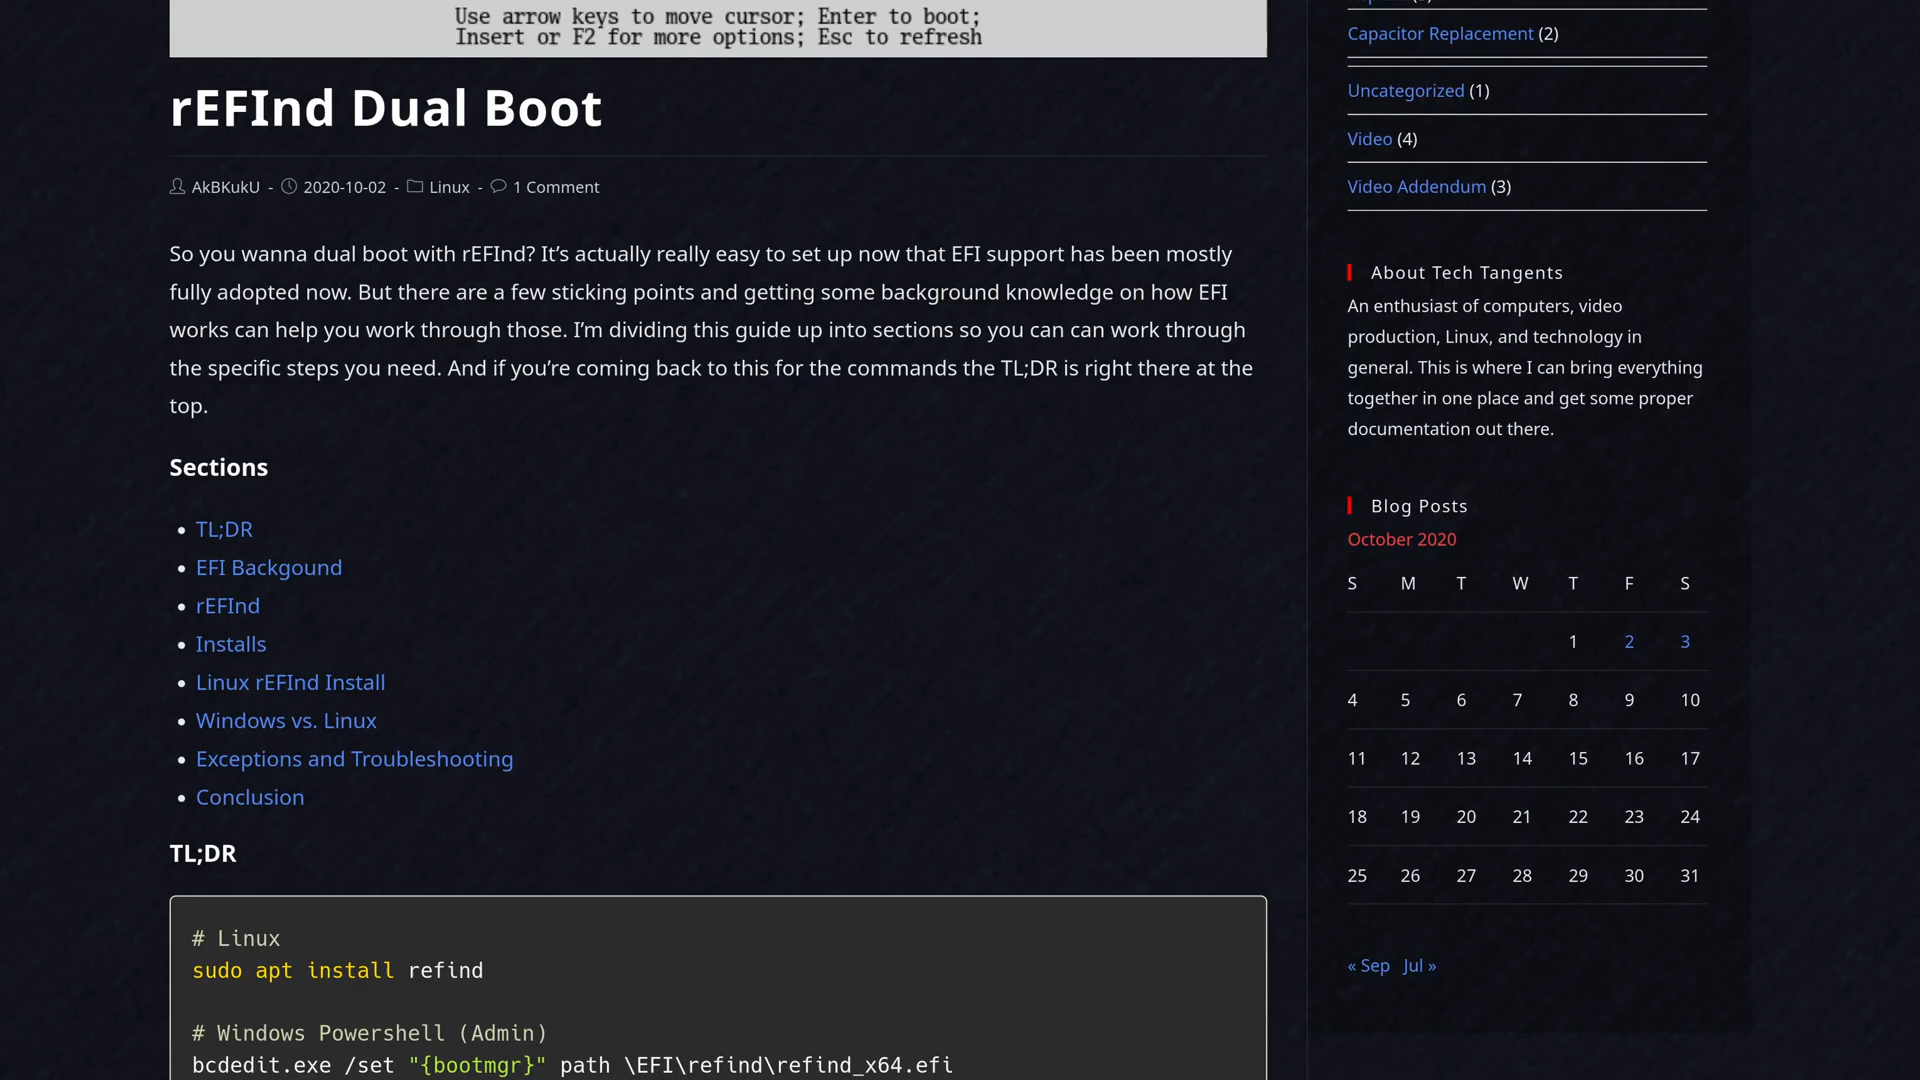 Use arrow keys to move cursor; Enter to boot;
Insert or F2 for more options; Esc to refresh
rEFInd Dual Boot
AkBKukU - 2020-10-02 - Linux - 1 Comment
So you wanna dual boot with rEFInd? It’s actually really easy to set up now that EFI support has been mostly
fully adopted now. But there are a few sticking points and getting some background knowledge on how EFI
works can help you work through those. I’m dividing this guide up into sections so you can can work through
the specific steps you need. And if you’re coming back to this for the commands the TL;DR is right there at the
top.
Sections
TL;DR
EFI Backgound
rEFInd
Installs
Linux rEFInd Install
Windows vs. Linux
Exceptions and Troubleshooting
Conclusion
TL;DR
# Linux
sudo apt install refind
# Windows Powershell (Admin)
bcdedit.exe /set "{bootmgr}" path \EFI\refind\refind_x64.efi
Capacitor Replacement (2)
Uncategorized (1)
Video (4)
Video Addendum (3)
About Tech Tangents
An enthusiast of computers, video
production, Linux, and technology in
general. This is where I can bring everything
together in one place and get some proper
documentation out there.
Blog Posts
October 2020
S M T W T F S
1 2 3
4 5 6 7 8 9 10
11 12 13 14 15 16 17
18 19 20 21 22 23 24
25 26 27 28 29 30 31
« Sep Jul »